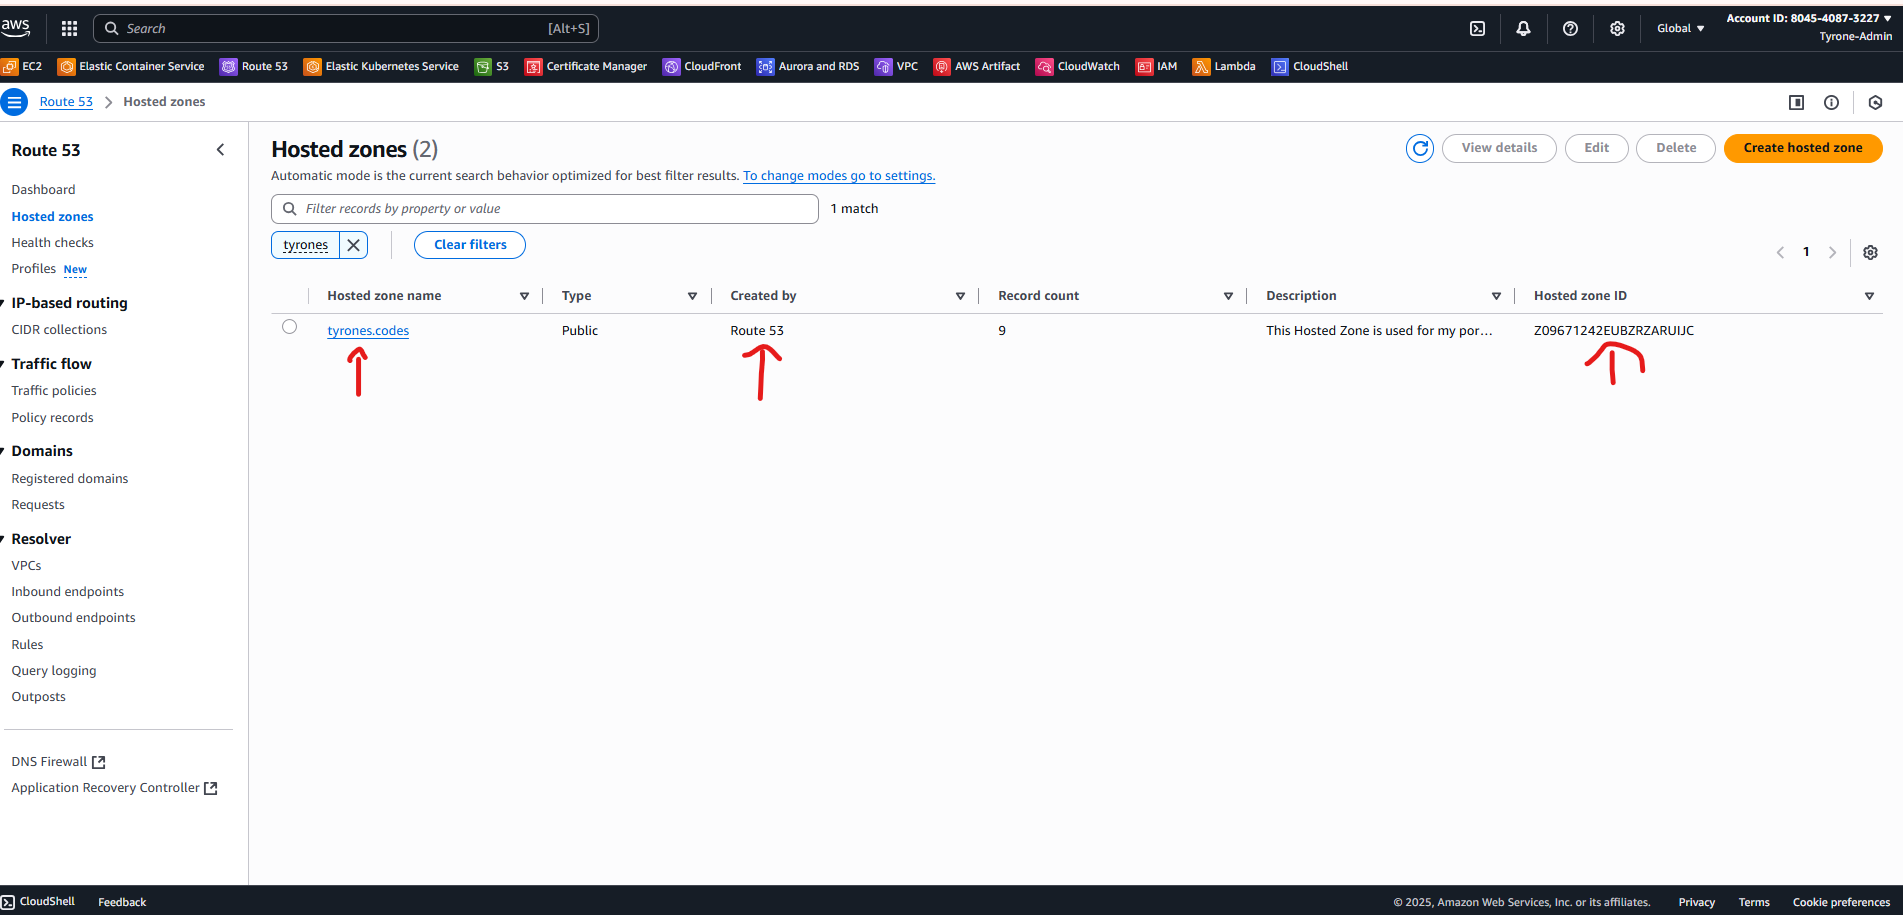 aws
Search [Alt+S]
Global ▼
Account ID: 8045-4087-3227 ▼
Tyrone-Admin
EC2 Elastic Container Service Route 53 Elastic Kubernetes Service S3 Certificate Manager CloudFront Aurora and RDS VPC AWS Artifact CloudWatch IAM Lambda CloudShell
Route 53 > Hosted zones
Route 53
Dashboard
Hosted zones
Health checks
Profiles New
IP-based routing
CIDR collections
Traffic flow
Traffic policies
Policy records
Domains
Registered domains
Requests
Resolver
VPCs
Inbound endpoints
Outbound endpoints
Rules
Query logging
Outposts
DNS Firewall
Application Recovery Controller
Hosted zones (2)
View details Edit Delete Create hosted zone
Automatic mode is the current search behavior optimized for best filter results. To change modes go to settings.
Filter records by property or value 1 match
tyrones Clear filters
1
Hosted zone name Type Created by Record count Description Hosted zone ID
tyrones.codes Public Route 53 9 This Hosted Zone is used for my por... Z09671242EUBZRZARUIJC
CloudShell Feedback © 2025, Amazon Web Services, Inc. or its affiliates. Privacy Terms Cookie preferences